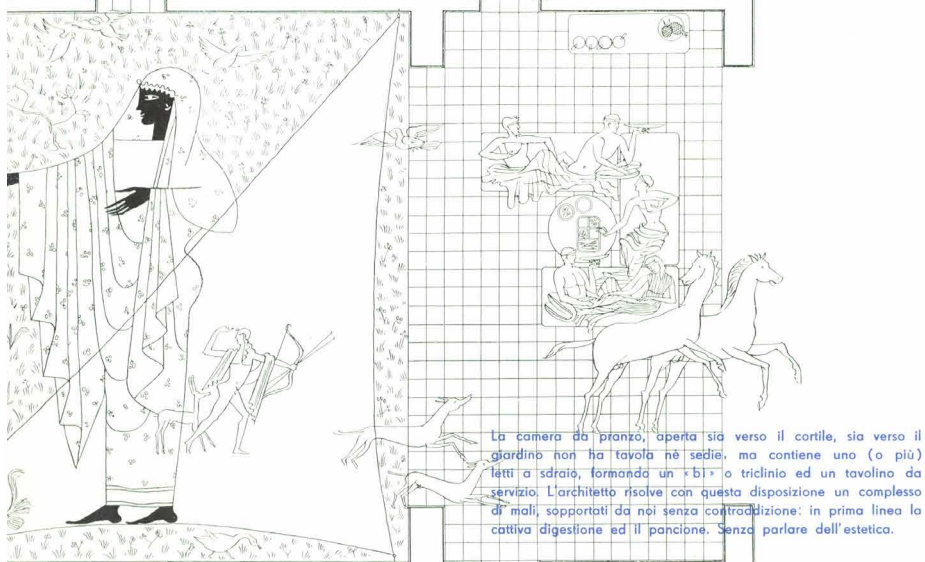 La camera da pranzo, aperta sia verso il cortile, sia verso il
giardino non ha tavola nè sedie, ma contiene uno (o più)
letti a sdraio, formando un «bi» o triclinio ed un tavolino da
servizio. L'architetto risolve con questa disposizione un complesso
di mali, sopportati da noi senza contraddizione: in prima linea la
cattiva digestione ed il pancione. Senza parlare dell'estetica.